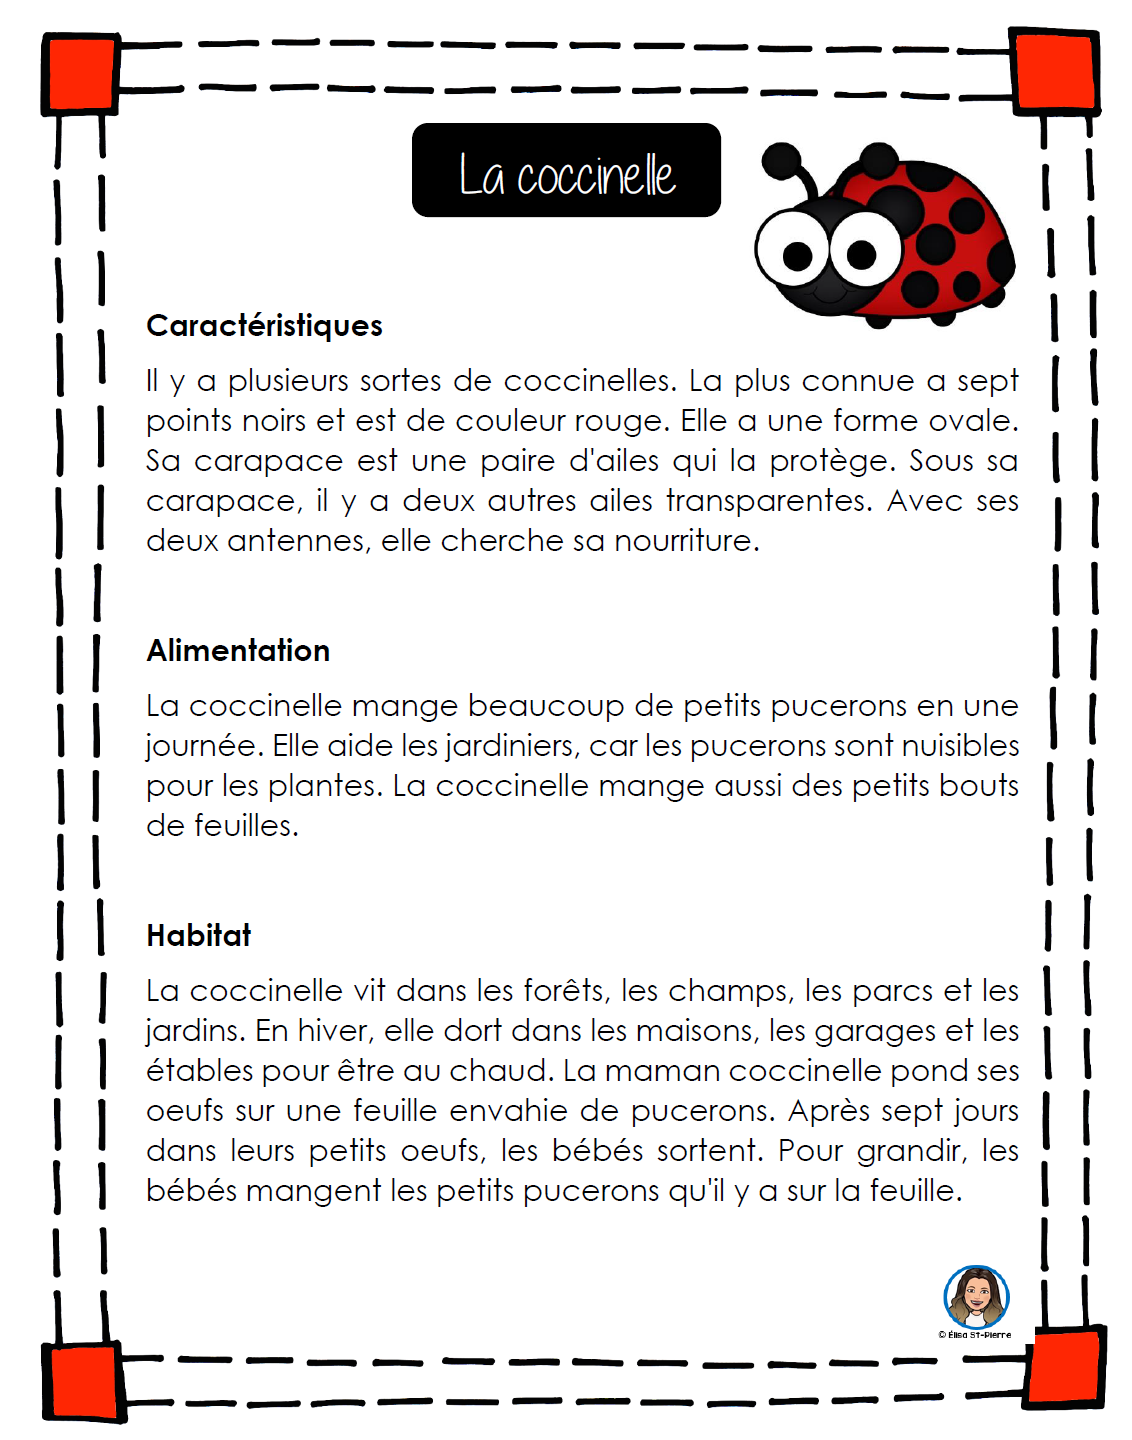 La coccinelle
Caractéristiques
Il y a plusieurs sortes de coccinelles. La plus connue a sept
points noirs et est de couleur rouge. Elle a une forme ovale.
Sa carapace est une paire d'ailes qui la protège. Sous sa
carapace, il y a deux autres ailes transparentes. Avec ses
deux antennes, elle cherche sa nourriture.
Alimentation
La coccinelle mange beaucoup de petits pucerons en une
journée. Elle aide les jardiniers, car les pucerons sont nuisibles
pour les plantes. La coccinelle mange aussi des petits bouts
de feuilles.
Habitat
La coccinelle vit dans les forêts, les champs, les parcs et les
jardins. En hiver, elle dort dans les maisons, les garages et les
étables pour être au chaud. La maman coccinelle pond ses
oeufs sur une feuille envahie de pucerons. Après sept jours
dans leurs petits oeufs, les bébés sortent. Pour grandir, les
bébés mangent les petits pucerons qu'il y a sur la feuille.
© Élisa St-Pierre